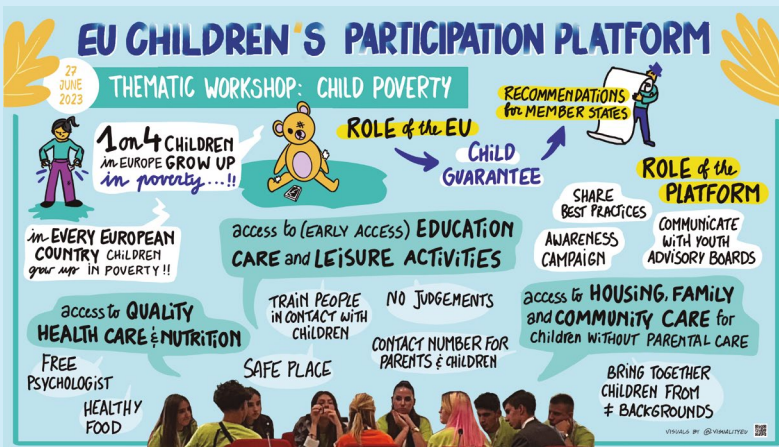 EU CHILDREN'S PARTICIPATION PLATFORM
27
JUNE
2023
THEMATIC WORKSHOP: CHILD POVERTY
1 on 4 CHILDREN
in EUROPE GROW UP
in poverty...!!
in EVERY EUROPEAN
COUNTRY CHILDREN
grow up IN POVERTY!!
ROLE of the EU
CHILD
GUARANTEE
RECOMMENDATIONS
for MEMBER STATES
ROLE of the
PLATFORM
SHARE
BEST PRACTICES
AWARENESS
CAMPAIGN
COMMUNICATE
WITH YOUTH
ADVISORY BOARDS
access to (EARLY ACCESS) EDUCATION
CARE and LEISURE ACTIVITIES
TRAIN PEOPLE
IN CONTACT WITH
CHILDREN
NO JUDGEMENTS
SAFE PLACE
CONTACT NUMBER FOR
PARENTS & CHILDREN
access to QUALITY
HEALTH CARE & NUTRITION
FREE
PSYCHOLOGIST
HEALTHY
FOOD
access to HOUSING, FAMILY
and COMMUNITY CARE for
children WITHOUT PARENTAL CARE
BRING TOGETHER
CHILDREN FROM
≠ BACKGROUNDS
VISUALS BY @VISUALITYEU